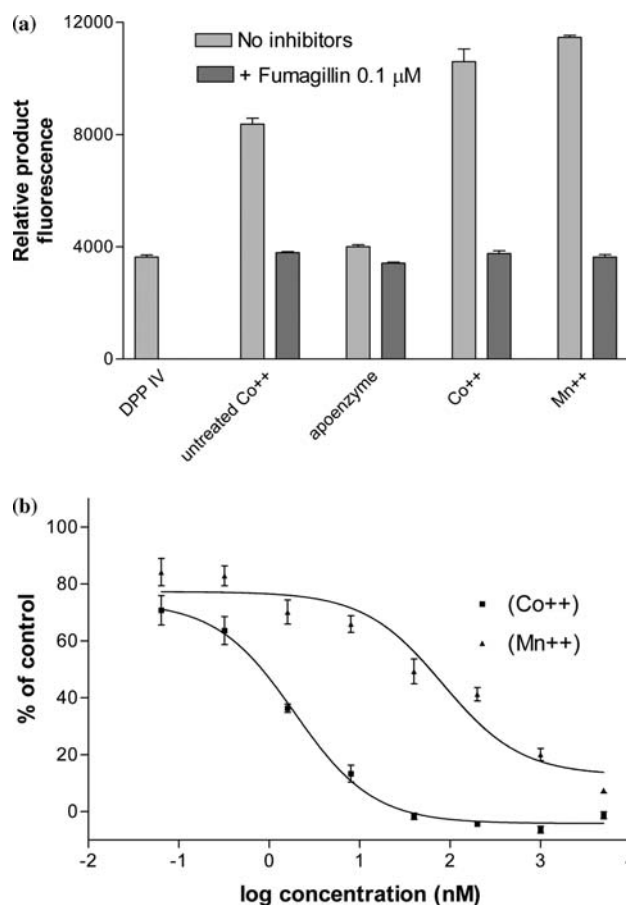 (a)
No inhibitors
+ Fumagillin 0.1 μM
Relative product
fluorescence
12000
8000
4000
0
DPP IV
untreated Co++
apoenzyme
Co++
Mn++
(b)
% of control
100
80
60
40
20
0
(Co++)
(Mn++)
-2
-1
0
1
2
3
4
log concentration (nM)